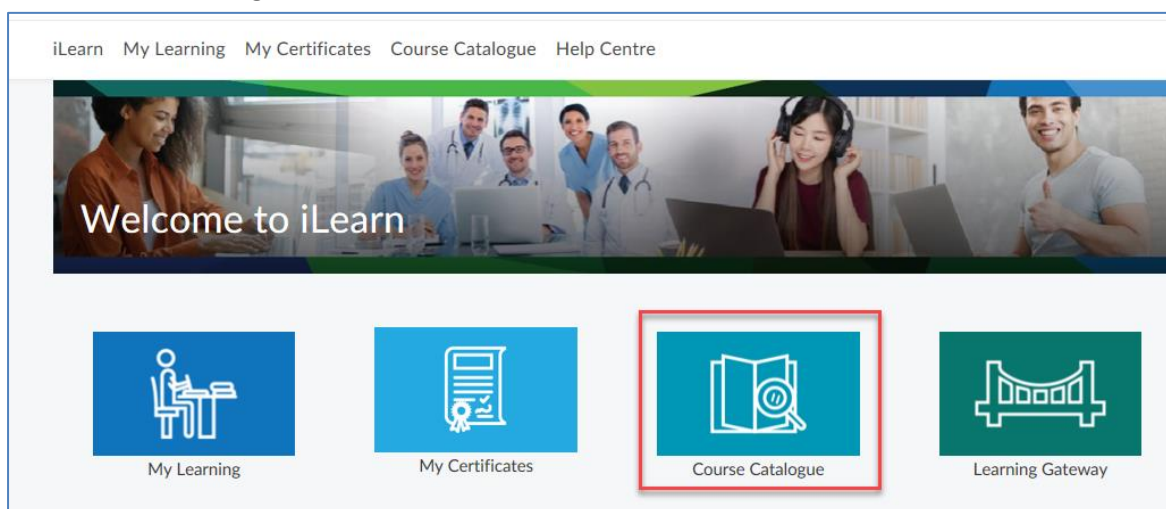 iLearn My Learning My Certificates Course Catalogue Help Centre
Welcome to iLearn
My Learning My Certificates Course Catalogue Learning Gateway